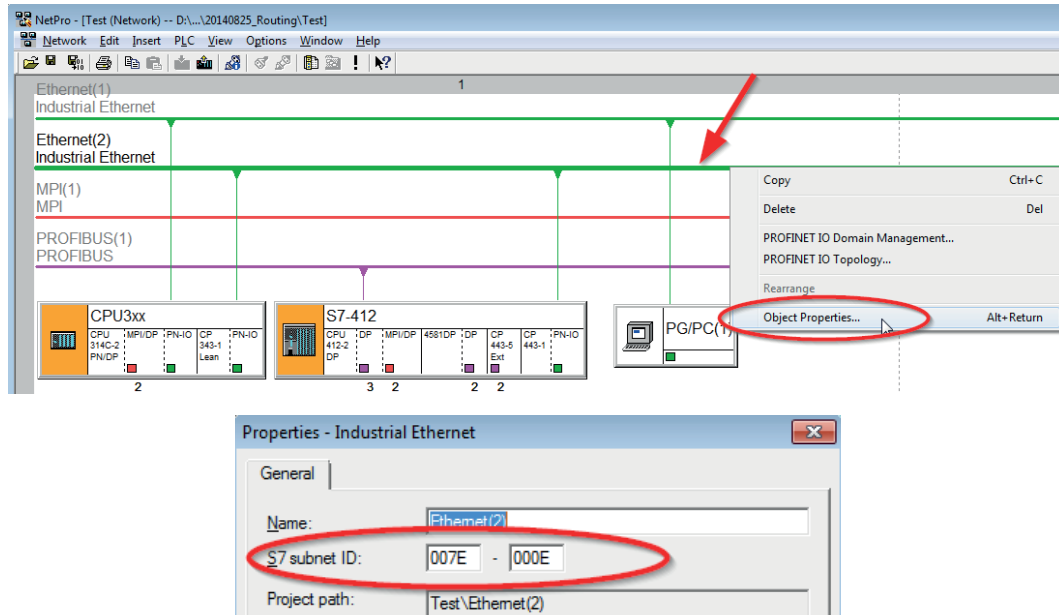 NetPro - [Test (Network) -- D:\...\20140825_Routing\Test]
Network Edit Insert PLC View Options Window Help
1
Ethernet(1)
Industrial Ethernet
Ethernet(2)
Industrial Ethernet
MPI(1)
MPI
PROFIBUS(1)
PROFIBUS
Copy Ctrl+C
Delete Del
PROFINET IO Domain Management...
PROFINET IO Topology...
Rearrange
Object Properties... Alt+Return
CPU3xx
CPU 314C-2 PN/DP
MPI/DP
PN-IO
CP 343-1 Lean
PN-IO
2
S7-412
CPU 412-2 DP
DP
MPI/DP
4581DP
DP
CP 443-5 Ext
CP 443-1
PN-IO
3 2 2 2
PG/PC(1)
Properties - Industrial Ethernet
General
Name: Ethernet(2)
S7 subnet ID: 007E - 000E
Project path: Test\Ethernet(2)